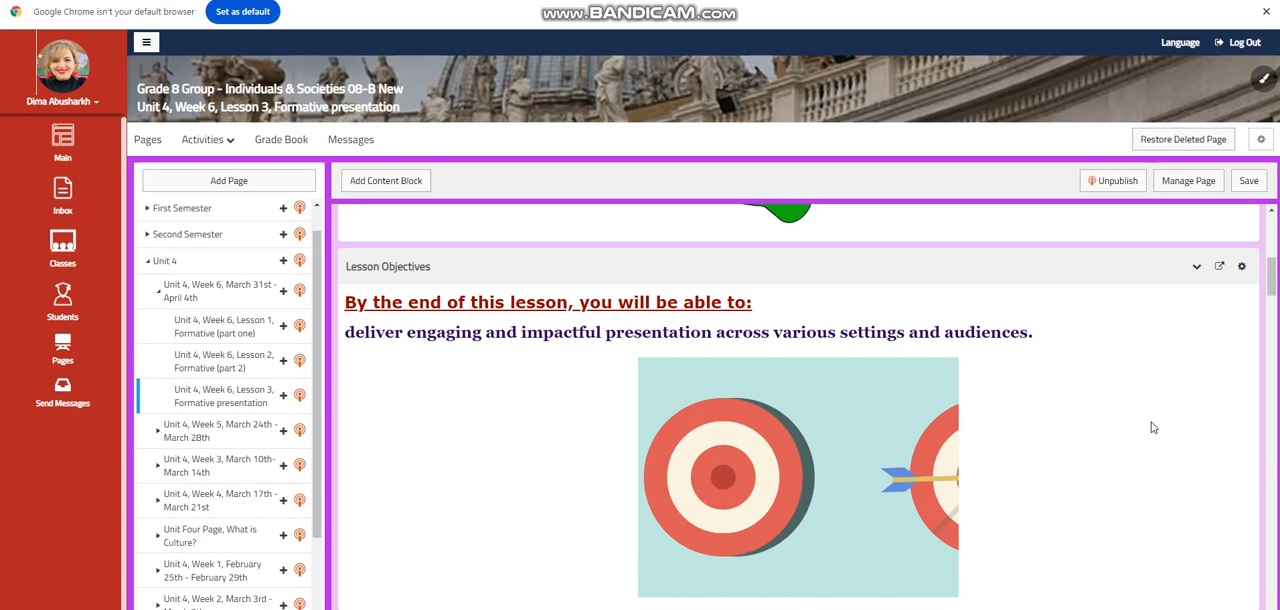 Google Chrome isn't your default browser
Set as default
www.BANDICAM.com
Language
Log Out
Dima Abusharkh
Grade 8 Group - Individuals & Societies 08-B New
Unit 4, Week 6, Lesson 3, Formative presentation
Main
Inbox
Classes
Students
Pages
Send Messages
Pages
Activities
Grade Book
Messages
Restore Deleted Page
Add Page
Add Content Block
Unpublish
Manage Page
Save
First Semester
Second Semester
Unit 4
Unit 4, Week 6, March 31st -
April 4th
Unit 4, Week 6, Lesson 1,
Formative (part one)
Unit 4, Week 6, Lesson 2,
Formative (part 2)
Unit 4, Week 6, Lesson 3,
Formative presentation
Unit 4, Week 5, March 24th -
March 28th
Unit 4, Week 3, March 10th-
March 14th
Unit 4, Week 4, March 17th -
March 21st
Unit Four Page, What is
Culture?
Unit 4, Week 1, February
25th - February 29th
Unit 4, Week 2, March 3rd -
Lesson Objectives
By the end of this lesson, you will be able to:
deliver engaging and impactful presentation across various settings and audiences.